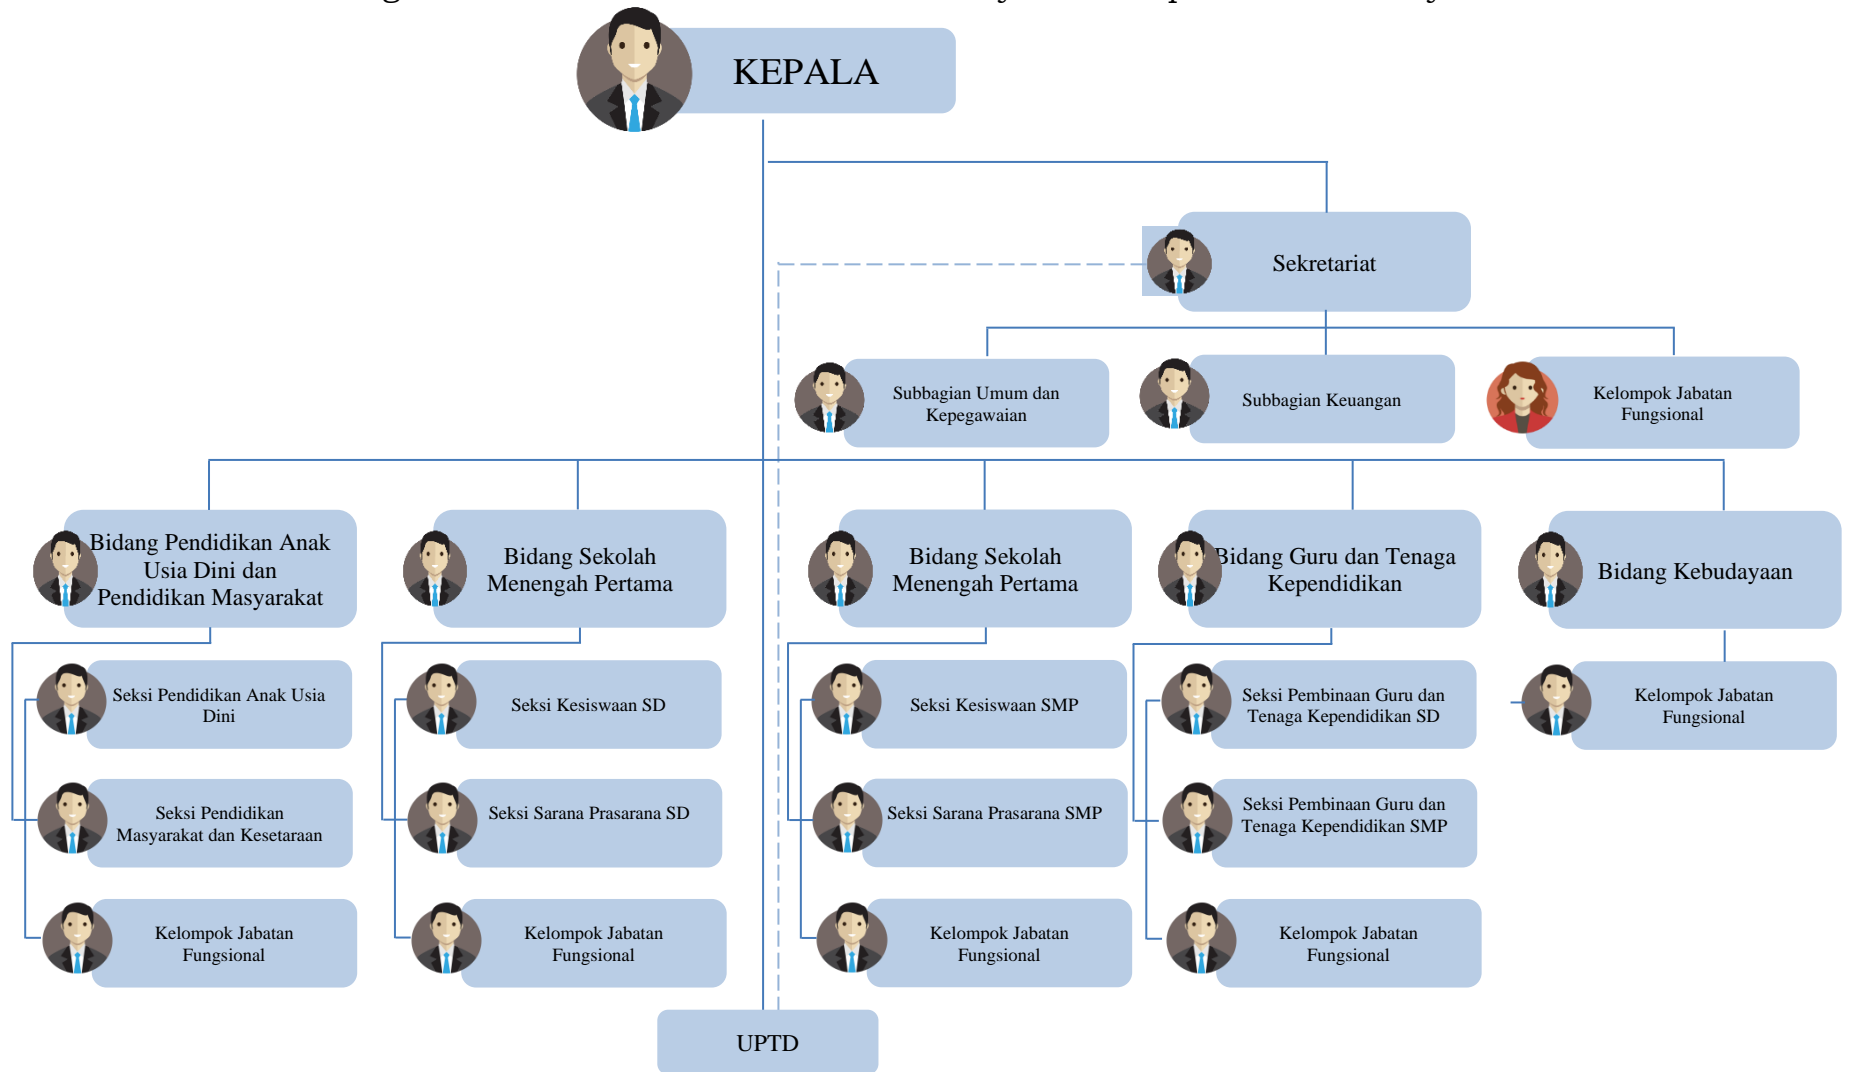 KEPALA
Sekretariat
Subbagian Umum dan
Kepegawaian
Subbagian Keuangan
Kelompok Jabatan
Fungsional
Bidang Pendidikan Anak
Usia Dini dan
Pendidikan Masyarakat
Bidang Sekolah
Menengah Pertama
Bidang Sekolah
Menengah Pertama
Bidang Guru dan Tenaga
Kependidikan
Bidang Kebudayaan
Seksi Pendidikan Anak Usia
Dini
Seksi Kesiswaan SD
Seksi Kesiswaan SMP
Seksi Pembinaan Guru dan
Tenaga Kependidikan SD
Kelompok Jabatan
Fungsional
Seksi Pendidikan
Masyarakat dan Kesetaraan
Seksi Sarana Prasarana SD
Seksi Sarana Prasarana SMP
Seksi Pembinaan Guru dan
Tenaga Kependidikan SMP
Kelompok Jabatan
Fungsional
Kelompok Jabatan
Fungsional
Kelompok Jabatan
Fungsional
Kelompok Jabatan
Fungsional
UPTD